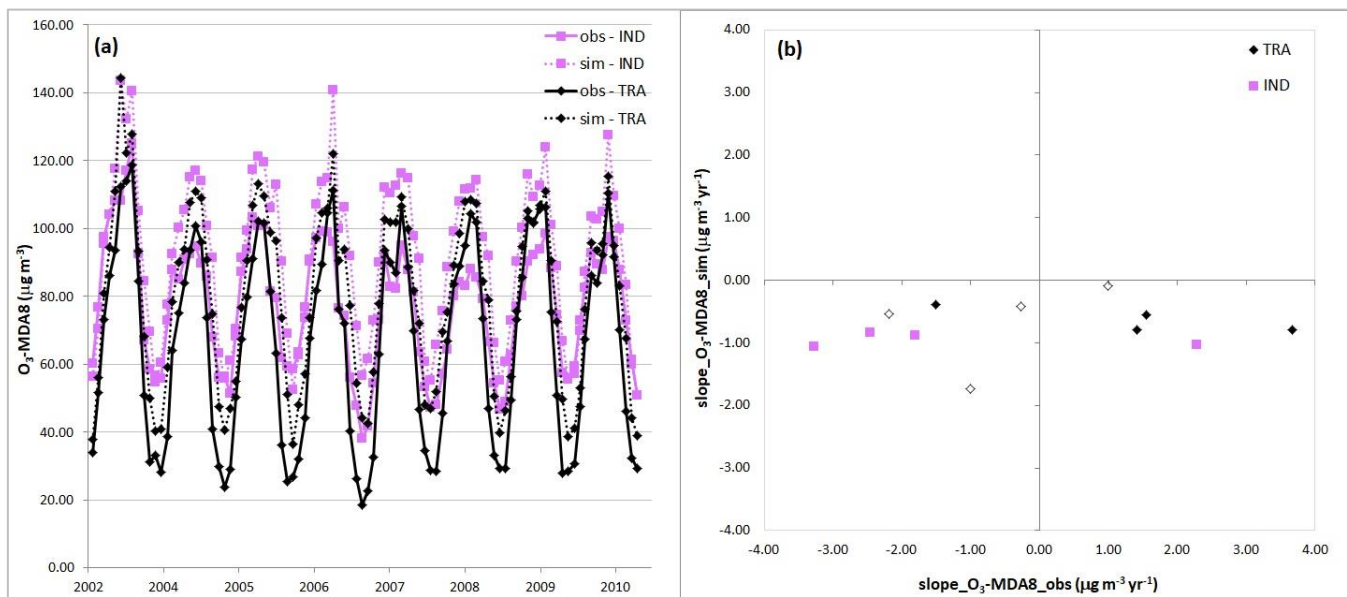 (a)
obs - IND
sim - IND
obs - TRA
sim - TRA
160.00
140.00
120.00
100.00
80.00
60.00
40.00
20.00
0.00
O₃-MDA8 (µg m⁻³)
2002 2004 2005 2006 2007 2008 2009 2010
(b)
TRA
IND
4.00
3.00
2.00
1.00
0.00
-1.00
-2.00
-3.00
-4.00
slope_O₃-MDA8_sim (µg m⁻³ yr⁻¹)
-4.00 -3.00 -2.00 -1.00 0.00 1.00 2.00 3.00 4.00
slope_O₃-MDA8_obs (µg m⁻³ yr⁻¹)